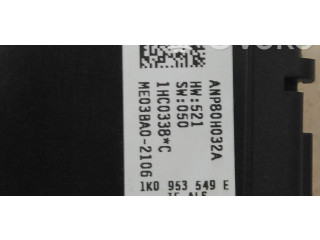 ANP80H032A
HW:521
SW:050
1HC0338*C
ME03BA0-2106
1K0 953 549 E